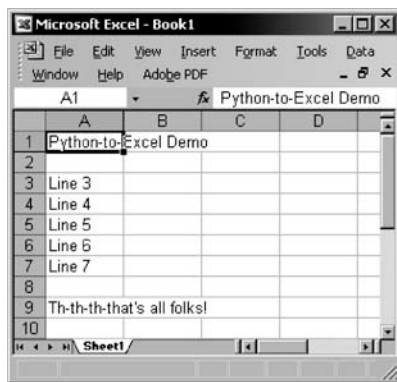 Microsoft Excel - Book1
File Edit View Insert Format Tools Data
Window Help Adobe PDF
A1 fx Python-to-Excel Demo
A B C D
1 Python-to-Excel Demo
2
3 Line 3
4 Line 4
5 Line 5
6 Line 6
7 Line 7
8
9 Th-th-th-that's all folks!
10
Sheet1